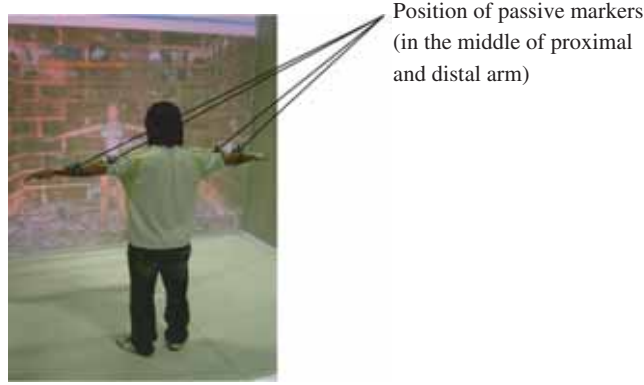 Position of passive markers
(in the middle of proximal
and distal arm)